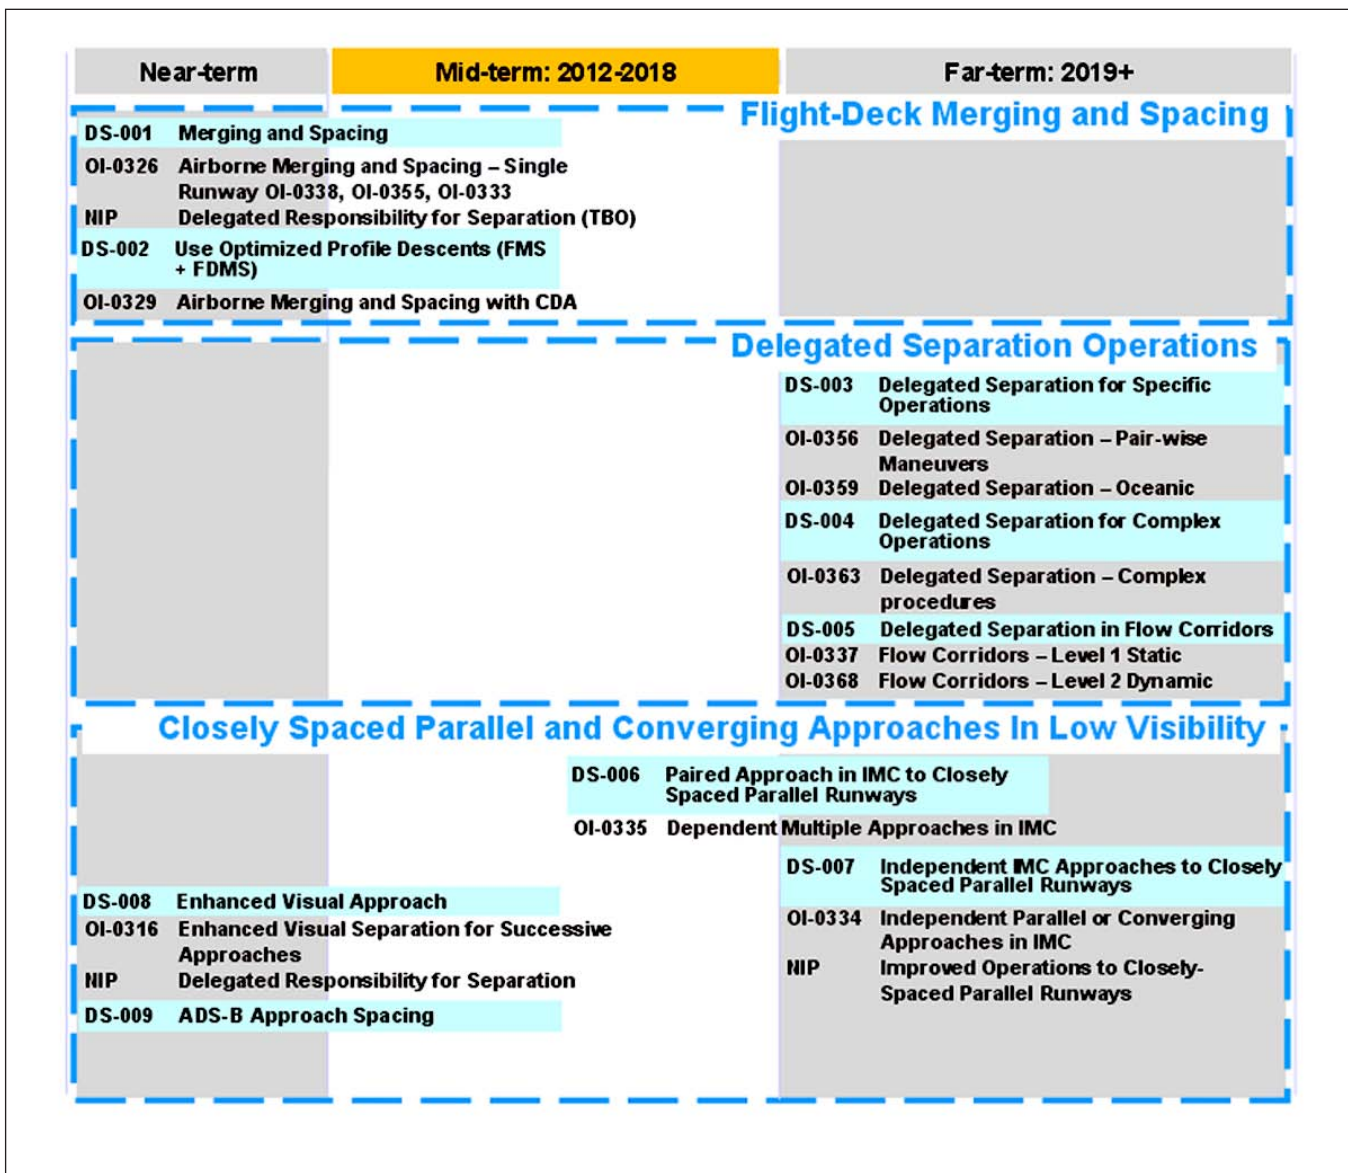 Near-term Mid-term: 2012-2018 Far-term: 2019+
Flight-Deck Merging and Spacing
DS-001 Merging and Spacing
OI-0326 Airborne Merging and Spacing – Single
Runway OI-0338, OI-0355, OI-0333
NIP Delegated Responsibility for Separation (TBO)
DS-002 Use Optimized Profile Descents (FMS
+ FDMS)
OI-0329 Airborne Merging and Spacing with CDA
Delegated Separation Operations
DS-003 Delegated Separation for Specific
Operations
OI-0356 Delegated Separation – Pair-wise
Maneuvers
OI-0359 Delegated Separation – Oceanic
DS-004 Delegated Separation for Complex
Operations
OI-0363 Delegated Separation – Complex
procedures
DS-005 Delegated Separation in Flow Corridors
OI-0337 Flow Corridors – Level 1 Static
OI-0368 Flow Corridors – Level 2 Dynamic
Closely Spaced Parallel and Converging Approaches In Low Visibility
DS-006 Paired Approach in IMC to Closely
Spaced Parallel Runways
OI-0335 Dependent Multiple Approaches in IMC
DS-007 Independent IMC Approaches to Closely
Spaced Parallel Runways
OI-0334 Independent Parallel or Converging
Approaches in IMC
NIP Improved Operations to Closely-
Spaced Parallel Runways
DS-008 Enhanced Visual Approach
OI-0316 Enhanced Visual Separation for Successive
Approaches
NIP Delegated Responsibility for Separation
DS-009 ADS-B Approach Spacing